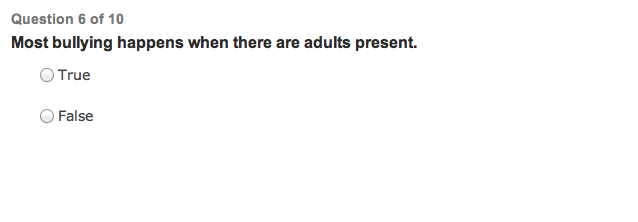 Question 6 of 10
Most bullying happens when there are adults present.
True
False